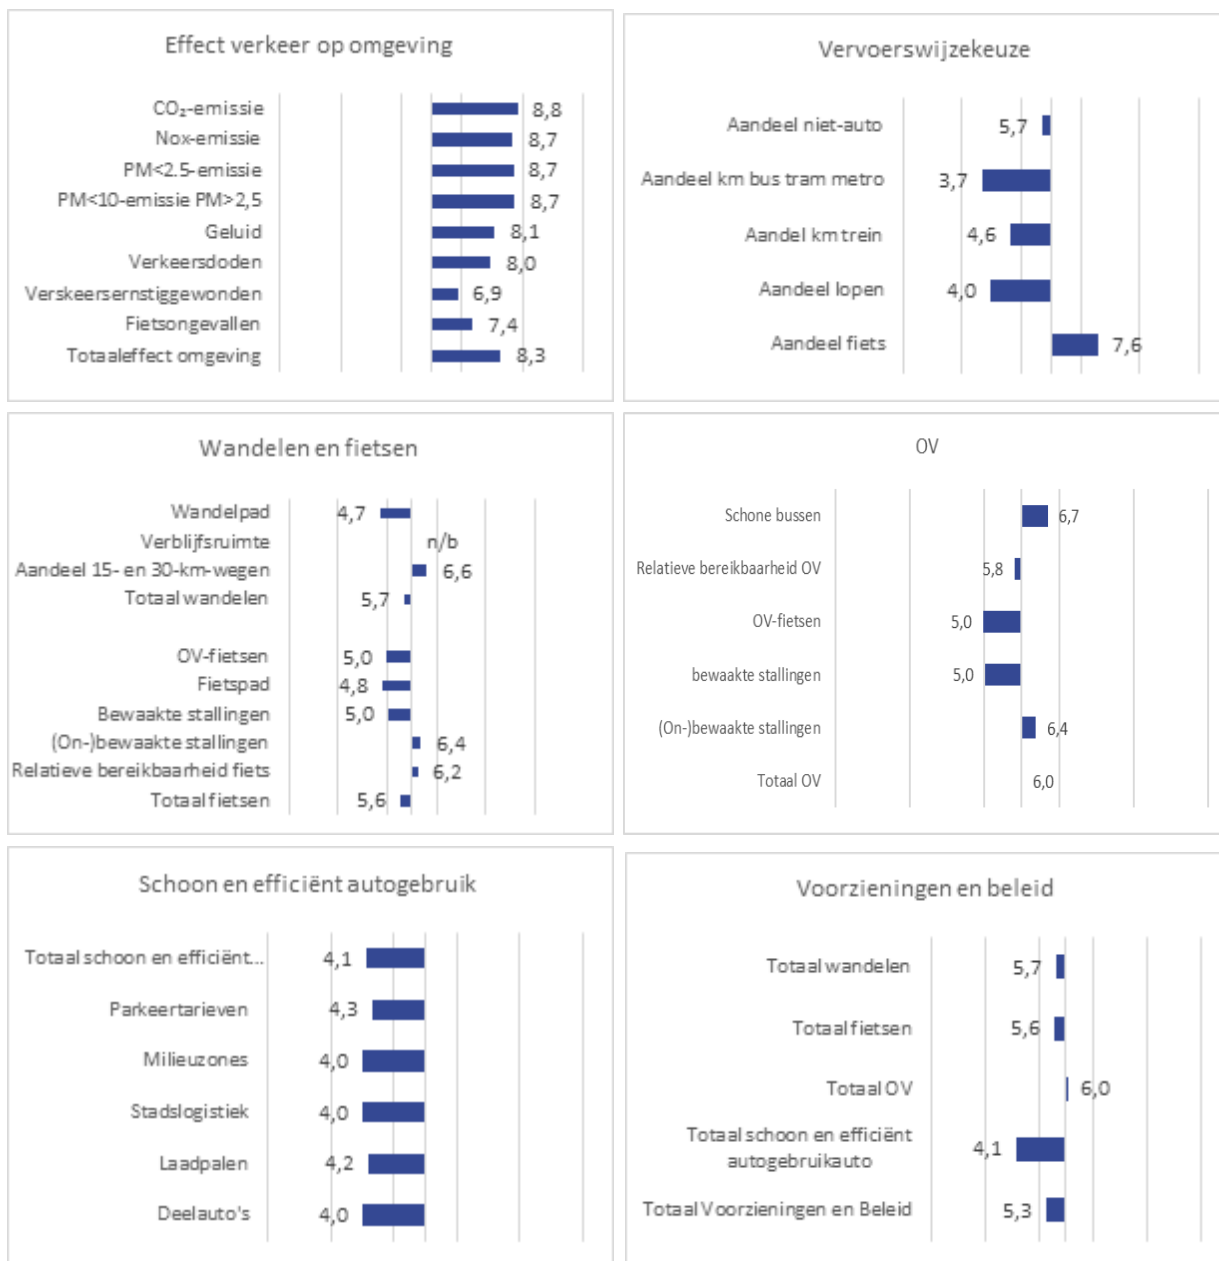 Effect verkeer op omgeving
CO₂-emissie 8,8
Nox-emissie 8,7
PM<2.5-emissie 8,7
PM<10-emissie PM>2,5 8,7
Geluid 8,1
Verkeersdoden 8,0
Verskeersernstiggewonden 6,9
Fietsongevallen 7,4
Totaaleffect omgeving 8,3
Vervoerswijzekeuze
Aandeel niet-auto 5,7
Aandeel km bus tram metro 3,7
Aandel km trein 4,6
Aandeel lopen 4,0
Aandeel fiets 7,6
Wandelen en fietsen
Wandelpad 4,7
Verblijfsruimte n/b
Aandeel 15- en 30-km-wegen 6,6
Totaal wandelen 5,7
OV-fietsen 5,0
Fietspad 4,8
Bewaakte stallingen 5,0
(On-)bewaakte stallingen 6,4
Relatieve bereikbaarheid fiets 6,2
Totaal fietsen 5,6
OV
Schone bussen 6,7
Relatieve bereikbaarheid OV 5,8
OV-fietsen 5,0
bewaakte stallingen 5,0
(On-)bewaakte stallingen 6,4
Totaal OV 6,0
Schoon en efficiënt autogebruik
Totaal schoon en efficiënt... 4,1
Parkeertarieven 4,3
Milieuzones 4,0
Stadslogistiek 4,0
Laadpalen 4,2
Deelauto's 4,0
Voorzieningen en beleid
Totaal wandelen 5,7
Totaal fietsen 5,6
Totaal OV 6,0
Totaal schoon en efficiënt
autogebruikauto 4,1
Totaal Voorzieningen en Beleid 5,3